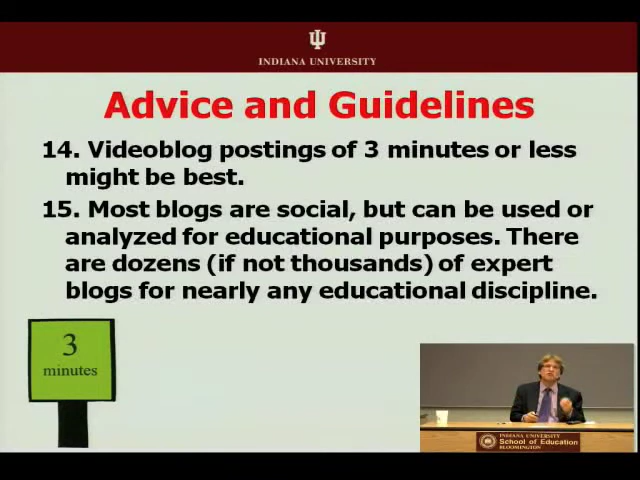 INDIANA UNIVERSITY
Advice and Guidelines
14. Videoblog postings of 3 minutes or less
might be best.
15. Most blogs are social, but can be used or
analyzed for educational purposes. There
are dozens (if not thousands) of expert
blogs for nearly any educational discipline.
3
minutes
INDIANA UNIVERSITY
School of Education
BLOOMINGTON